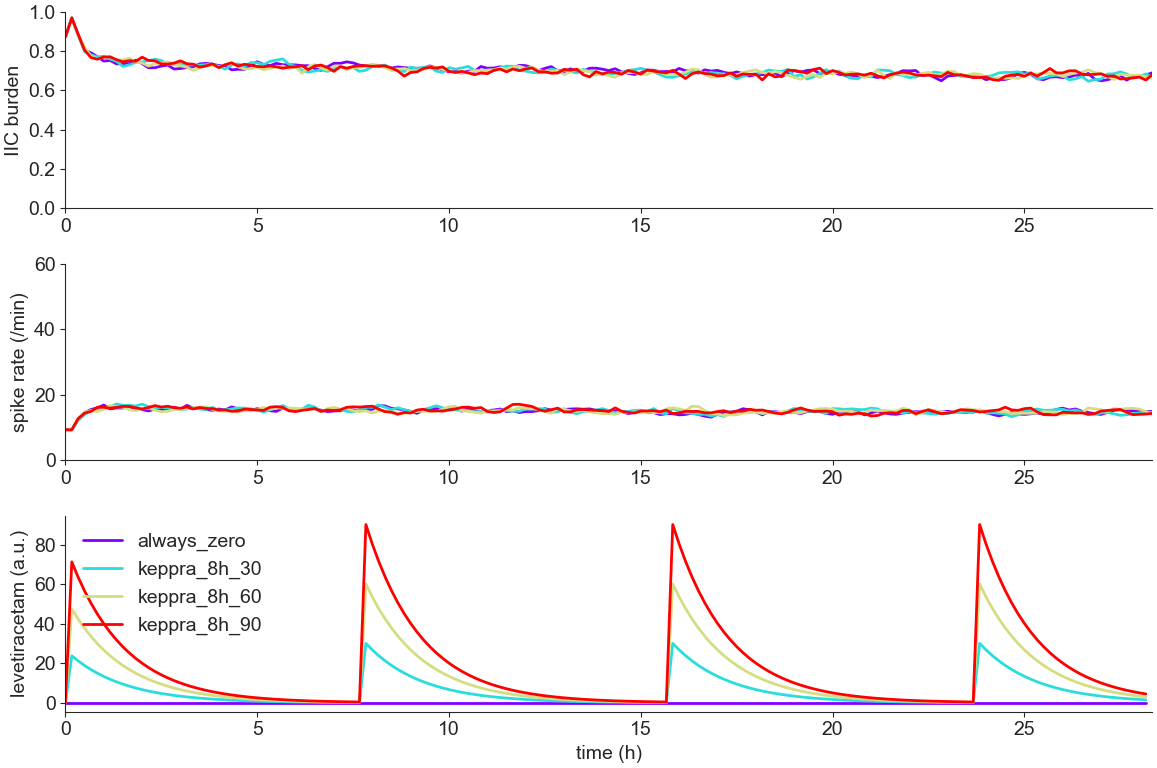 1.0
0.8
0.6
0.4
0.2
0.0
IIC burden
0 5 10 15 20 25
60
40
20
0
spike rate (/min)
0 5 10 15 20 25
80
60
40
20
0
levetiracetam (a.u.)
always_zero
keppra_8h_30
keppra_8h_60
keppra_8h_90
0 5 10 15 20 25
time (h)